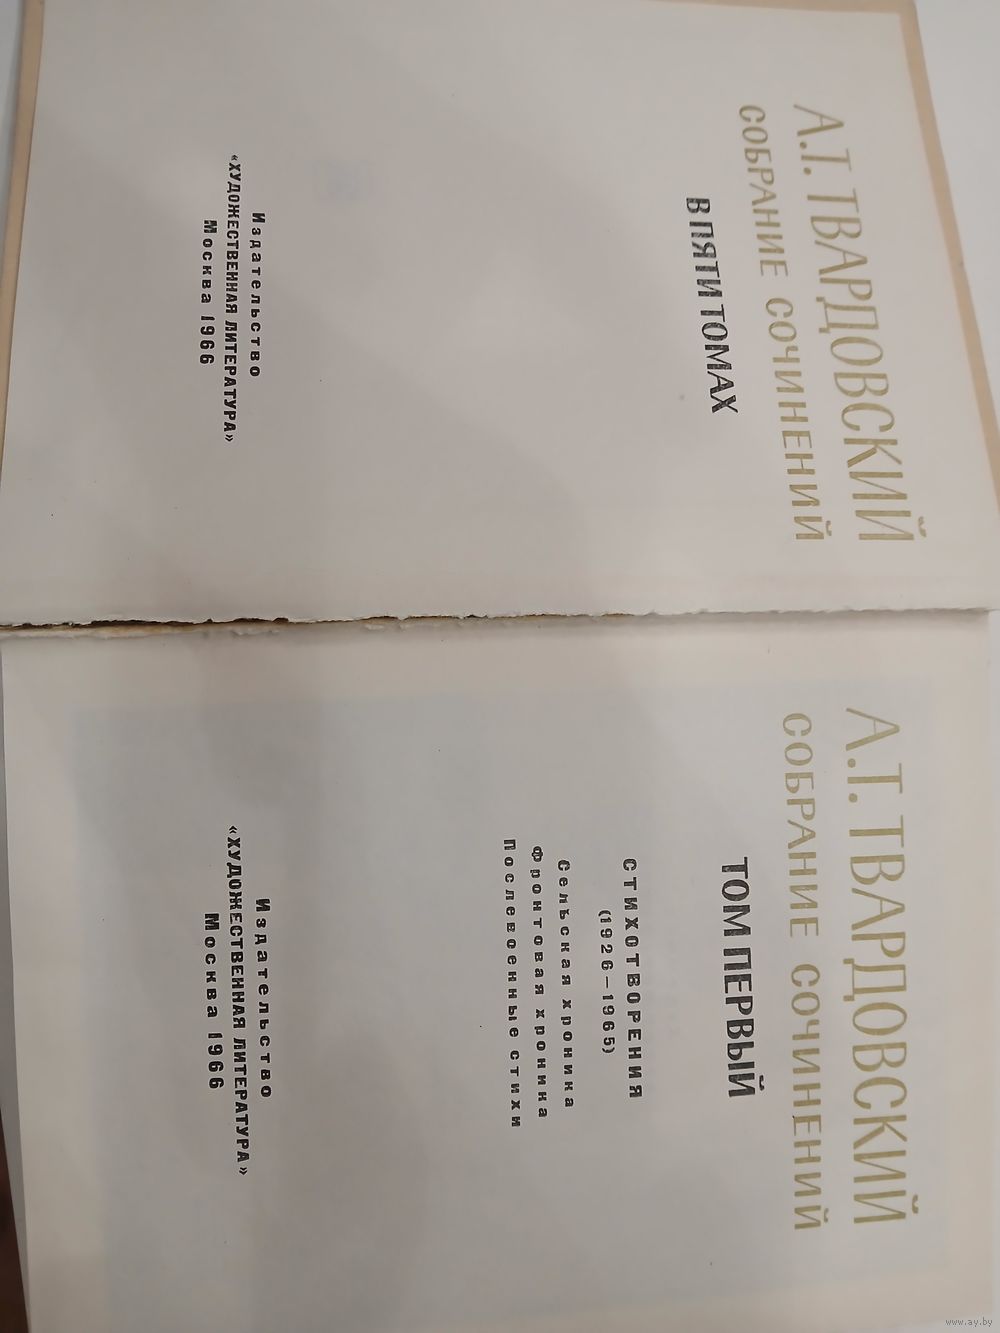 А.Т. ТВАРДОВСКИЙ
СОБРАНИЕ СОЧИНЕНИЙ
В ПЯТИ ТОМАХ
Издательство
«ХУДОЖЕСТВЕННАЯ ЛИТЕРАТУРА»
Москва 1966
А.Т. ТВАРДОВСКИЙ
СОБРАНИЕ СОЧИНЕНИЙ
ТОМ ПЕРВЫЙ
СТИХОТВОРЕНИЯ
(1926—1965)
Сельская хроника
Фронтовая хроника
Послевоенные стихи
Издательство
«ХУДОЖЕСТВЕННАЯ ЛИТЕРАТУРА»
Москва 1966
www.ay.by